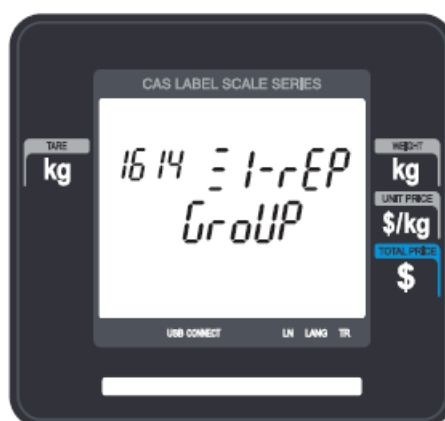 CAS LABEL SCALE SERIES
TARE
kg
1614 Ξ1-rEP
GroUP
WEIGHT
kg
UNIT PRICE
$/kg
TOTAL PRICE
$
USB CONNECT LN LANG TR